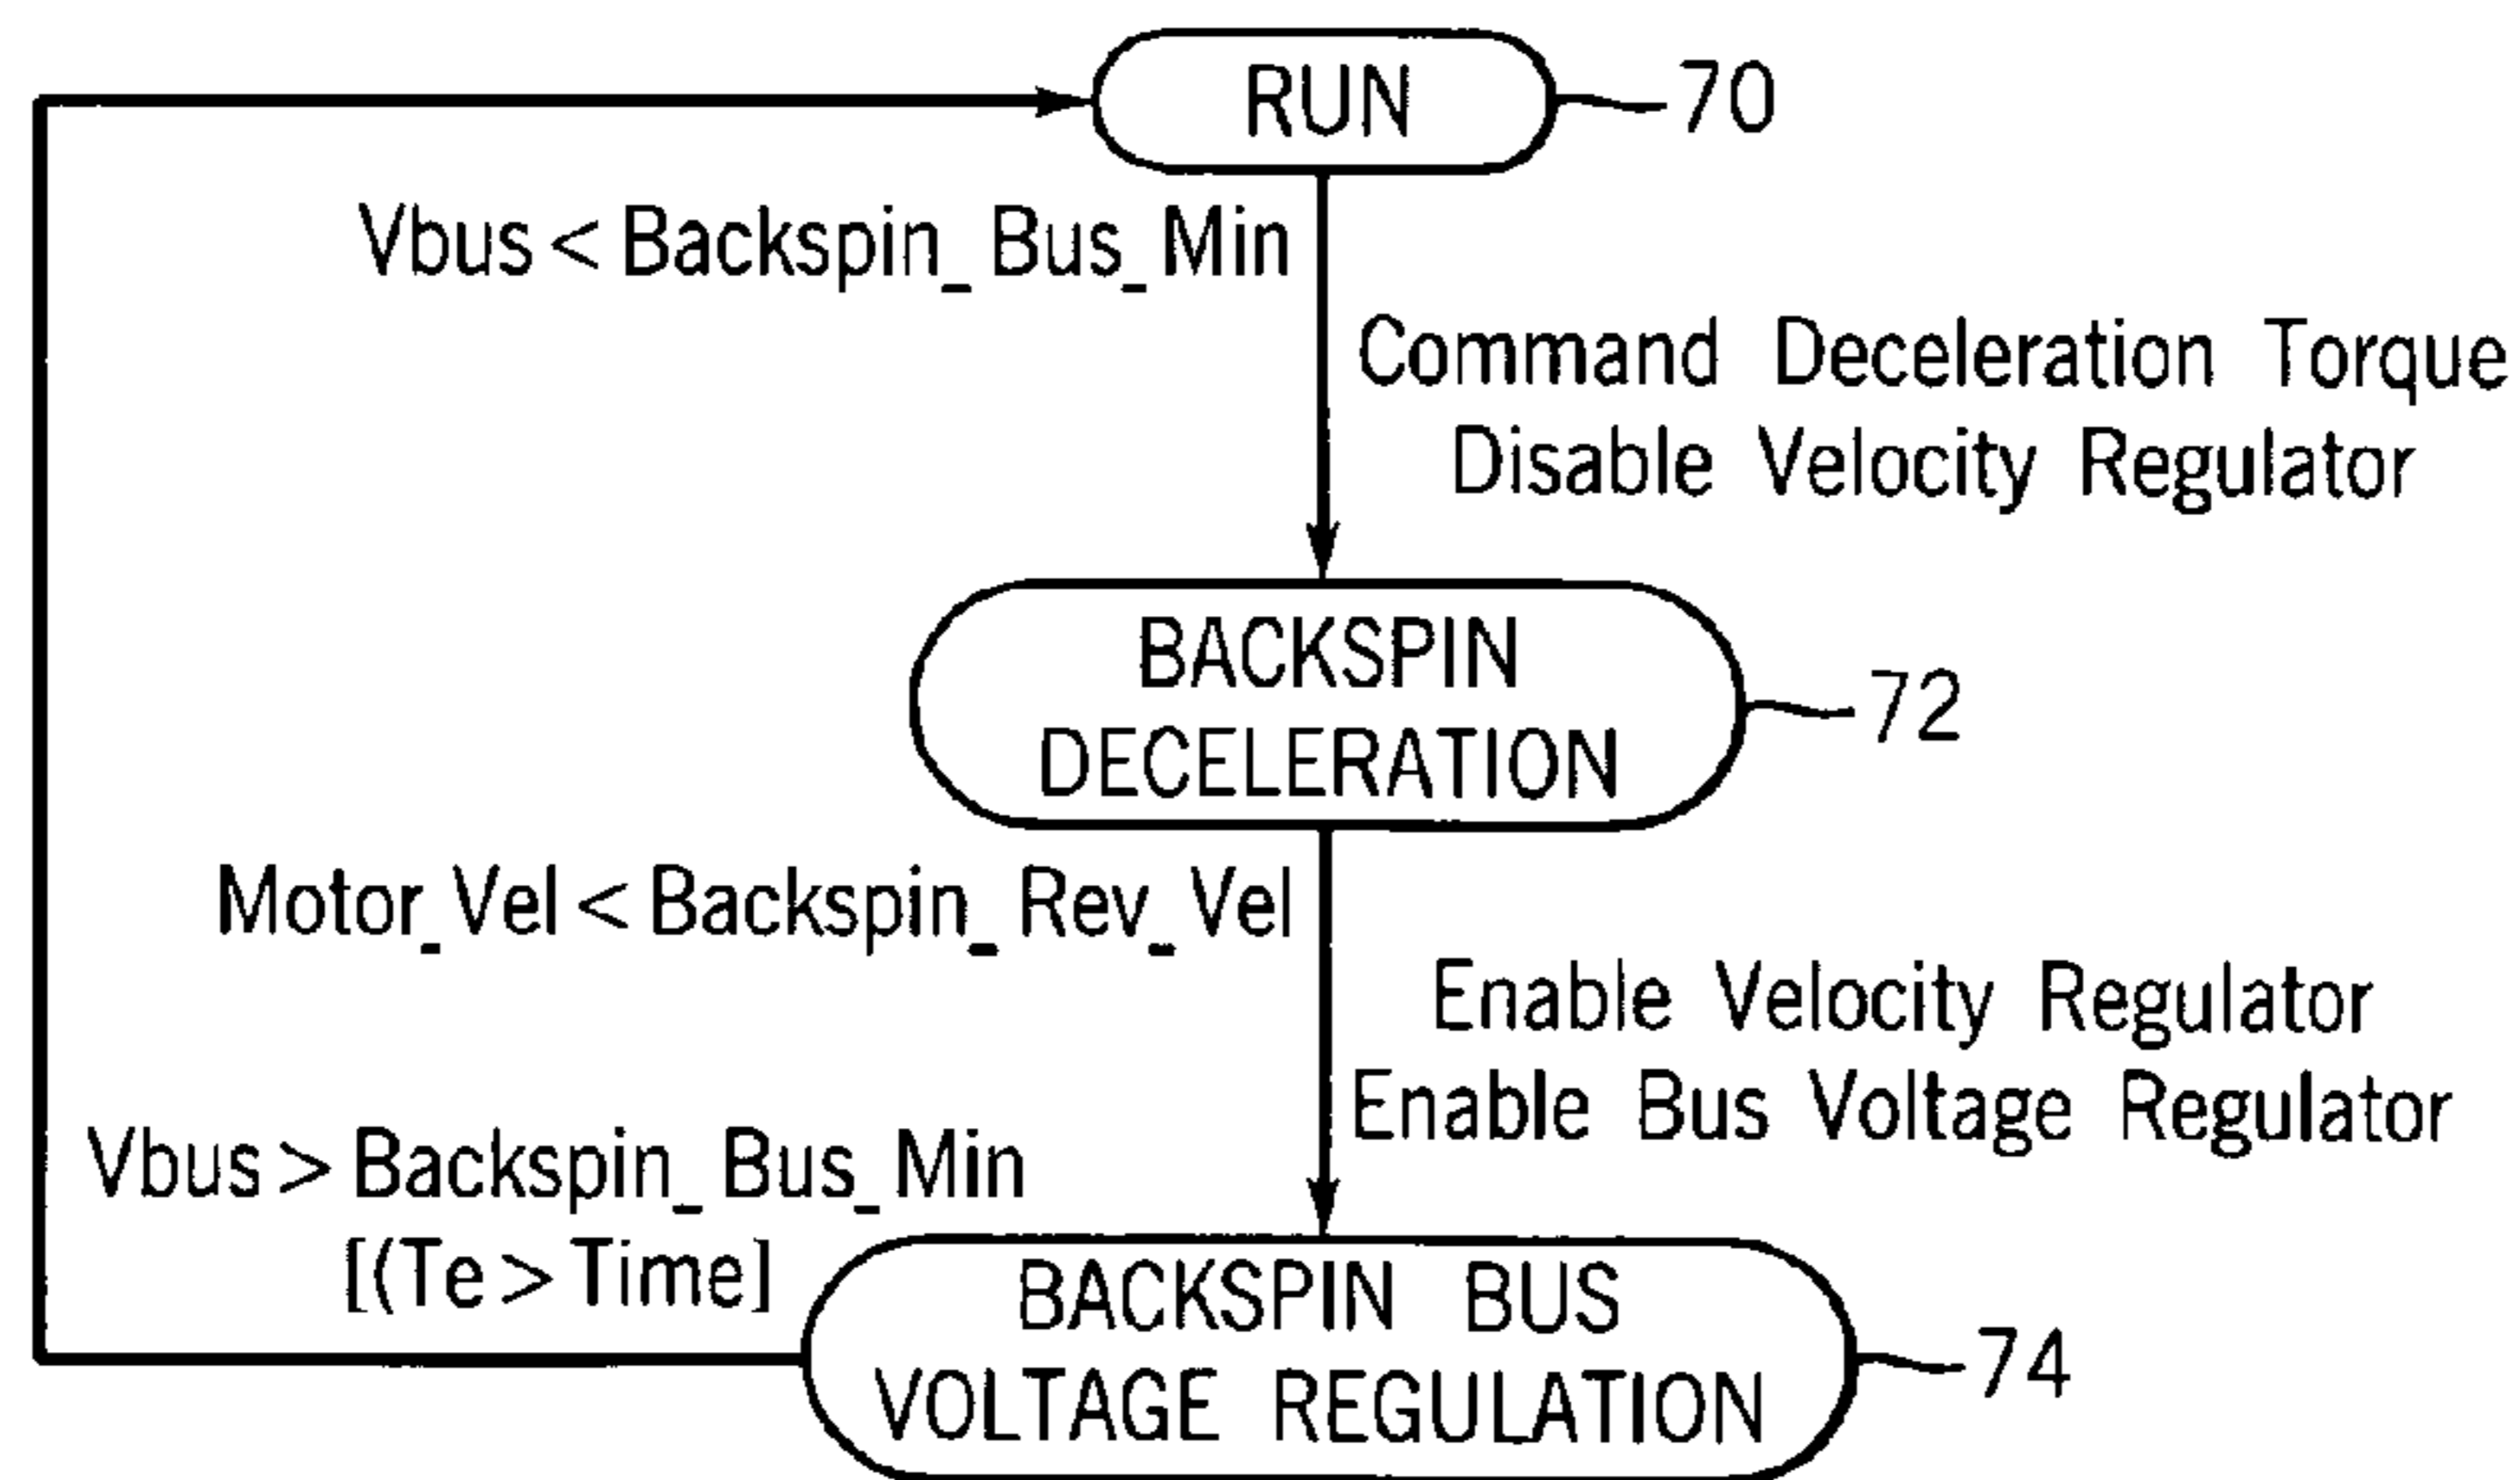 RUN
70
Vbus < Backspin_Bus_Min
Command Deceleration Torque
Disable Velocity Regulator
BACKSPIN
DECELERATION
72
Motor_Vel < Backspin_Rev_Vel
Enable Velocity Regulator
Enable Bus Voltage Regulator
Vbus > Backspin_Bus_Min
[(Te > Time]
BACKSPIN BUS
VOLTAGE REGULATION
74